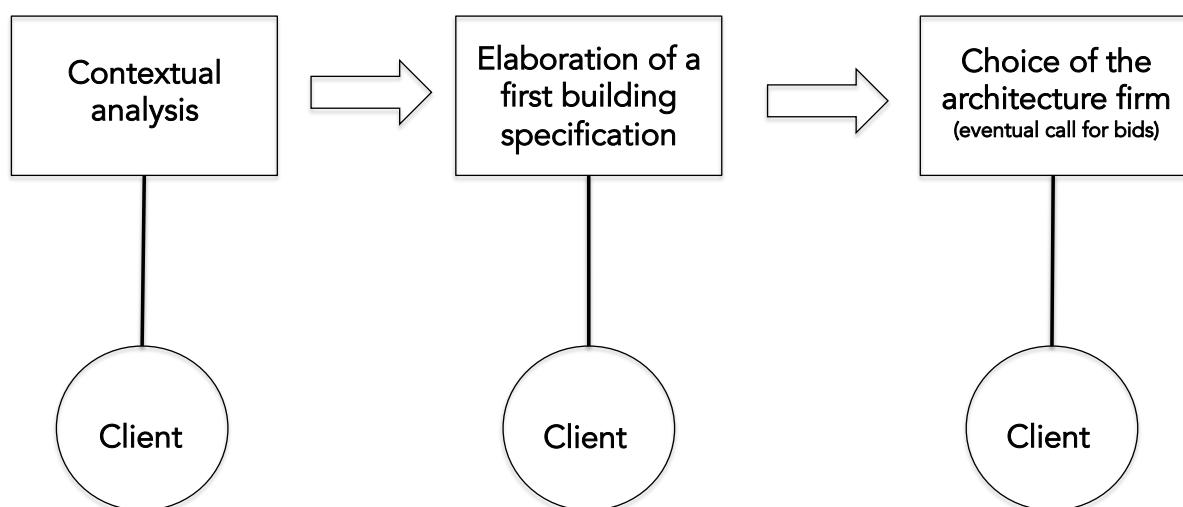 Contextual
analysis
Elaboration of a
first building
specification
Choice of the
architecture firm
(eventual call for bids)
Client
Client
Client